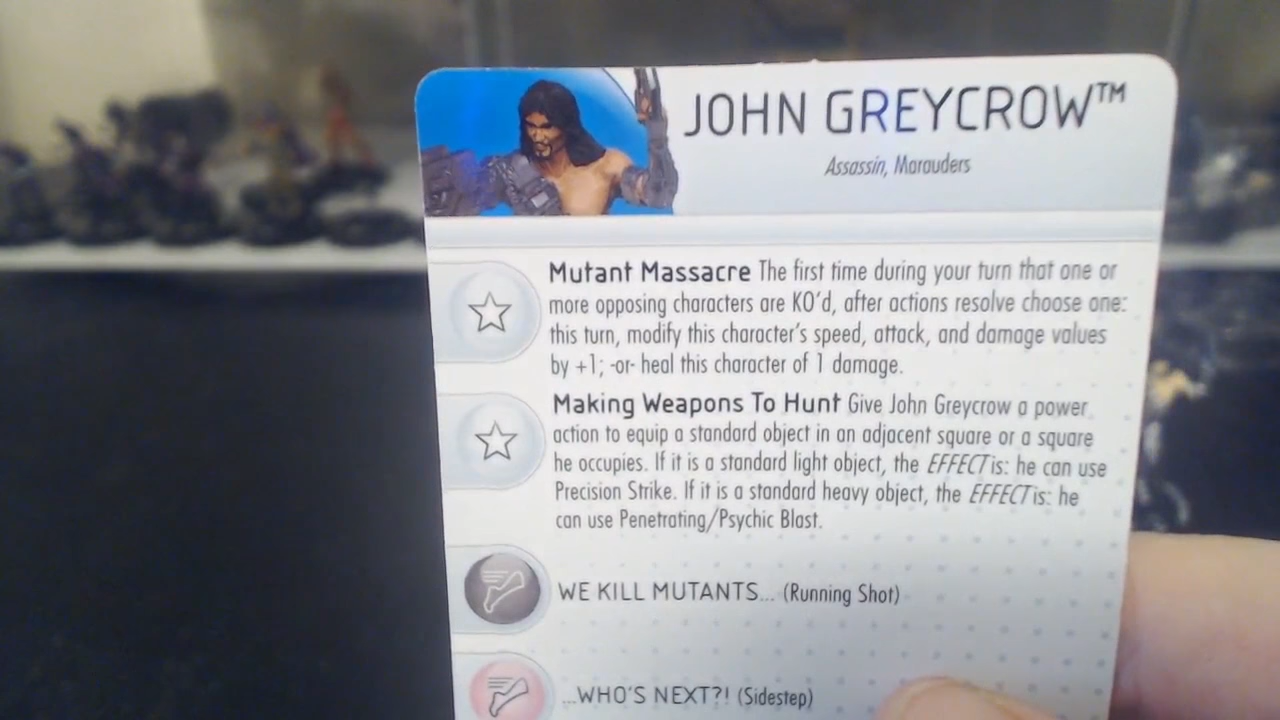 JOHN GREYCROW™
Assassin, Marauders
Mutant Massacre The first time during your turn that one or
more opposing characters are KO'd, after actions resolve choose one:
this turn, modify this character's speed, attack, and damage values
by +1; -or- heal this character of 1 damage.
Making Weapons To Hunt Give John Greycrow a power
action to equip a standard object in an adjacent square or a square
he occupies. If it is a standard light object, the EFFECT is: he can use
Precision Strike. If it is a standard heavy object, the EFFECT is: he
can use Penetrating/Psychic Blast.
WE KILL MUTANTS... (Running Shot)
...WHO'S NEXT?! (Sidestep)